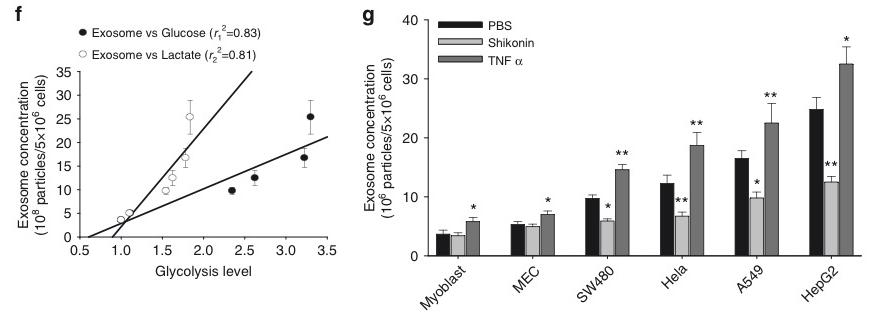 f
Exosome vs Glucose (r₁²=0.83)
Exosome vs Lactate (r₂²=0.81)
Exosome concentration
(10⁸ particles/5×10⁶ cells)
35
30
25
20
15
10
5
0
0.6
1.0
1.5
2.0
2.5
3.0
3.5
Glycolysis level
g
PBS
Shikonin
TNF α
Exosome concentration
(10⁶ particles/5×10⁶ cells)
40
30
20
10
0
*
*
*
**
**
**
*
**
**
*
Myoblast
MEC
SW480
Hela
A549
HepG2